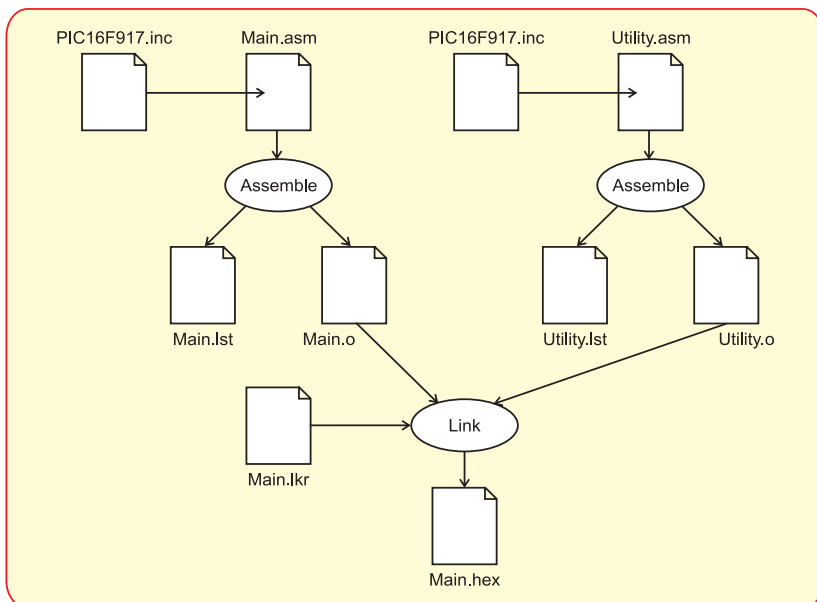 PIC16F917.inc
Main.asm
PIC16F917.inc
Utility.asm
Assemble
Assemble
Main.lst
Main.o
Utility.lst
Utility.o
Link
Main.lkr
Main.hex